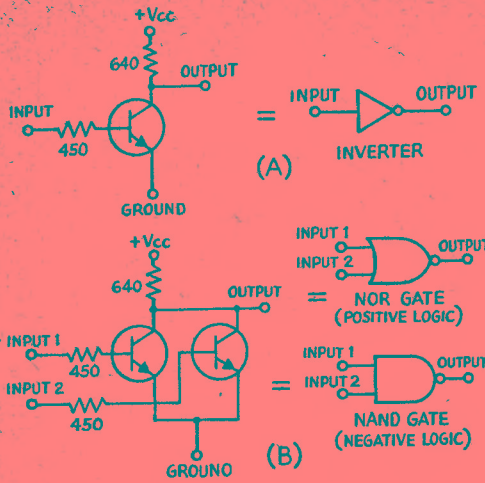 +Vcc
640
OUTPUT
INPUT
450
GROUND
=
INPUT
OUTPUT
INVERTER
(A)
+Vcc
640
OUTPUT
INPUT 1
450
INPUT 2
450
GROUND
(B)
=
INPUT 1
INPUT 2
OUTPUT
NOR GATE
(POSITIVE LOGIC)
=
INPUT 1
INPUT 2
OUTPUT
NAND GATE
(NEGATIVE LOGIC)